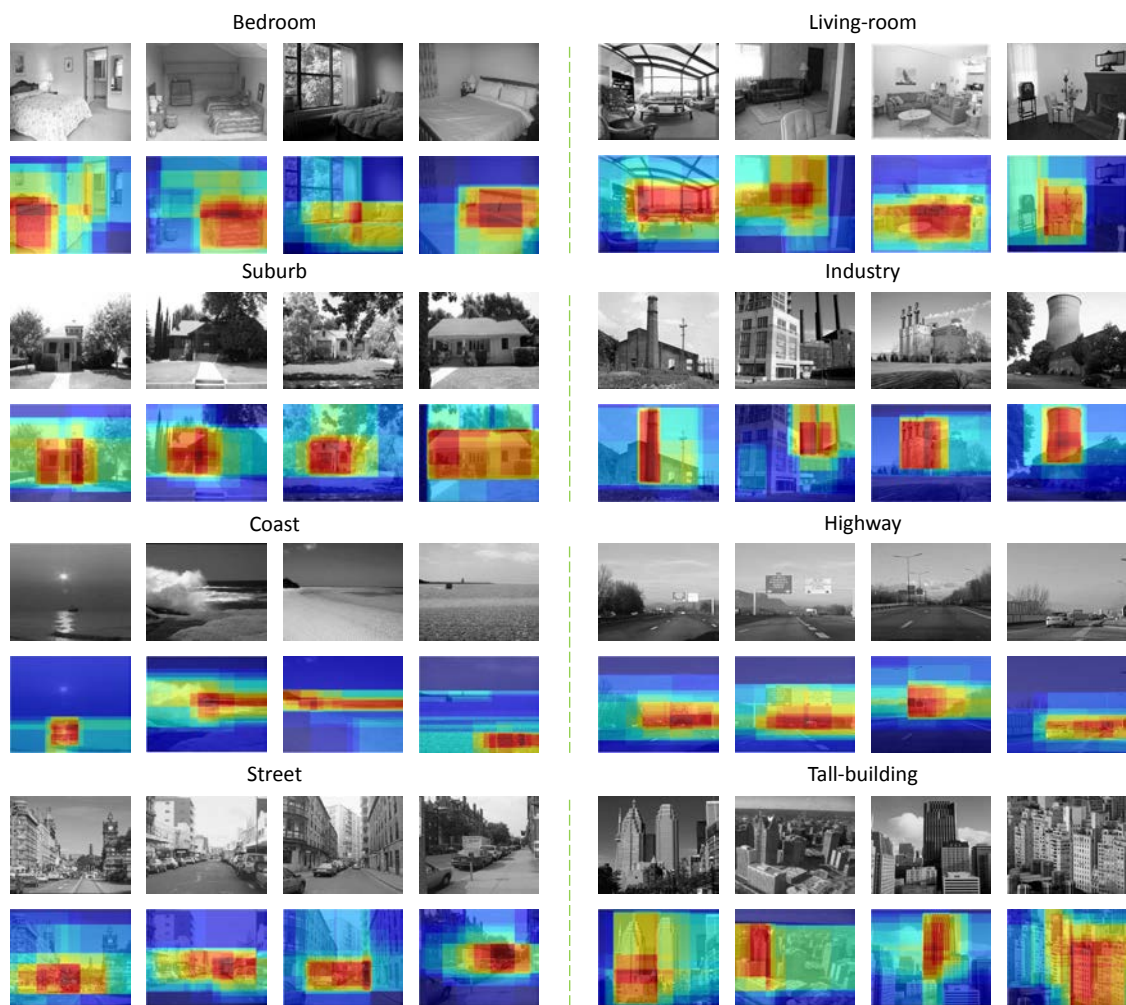 Bedroom
Living-room
Suburb
Industry
Coast
Highway
Street
Tall-building